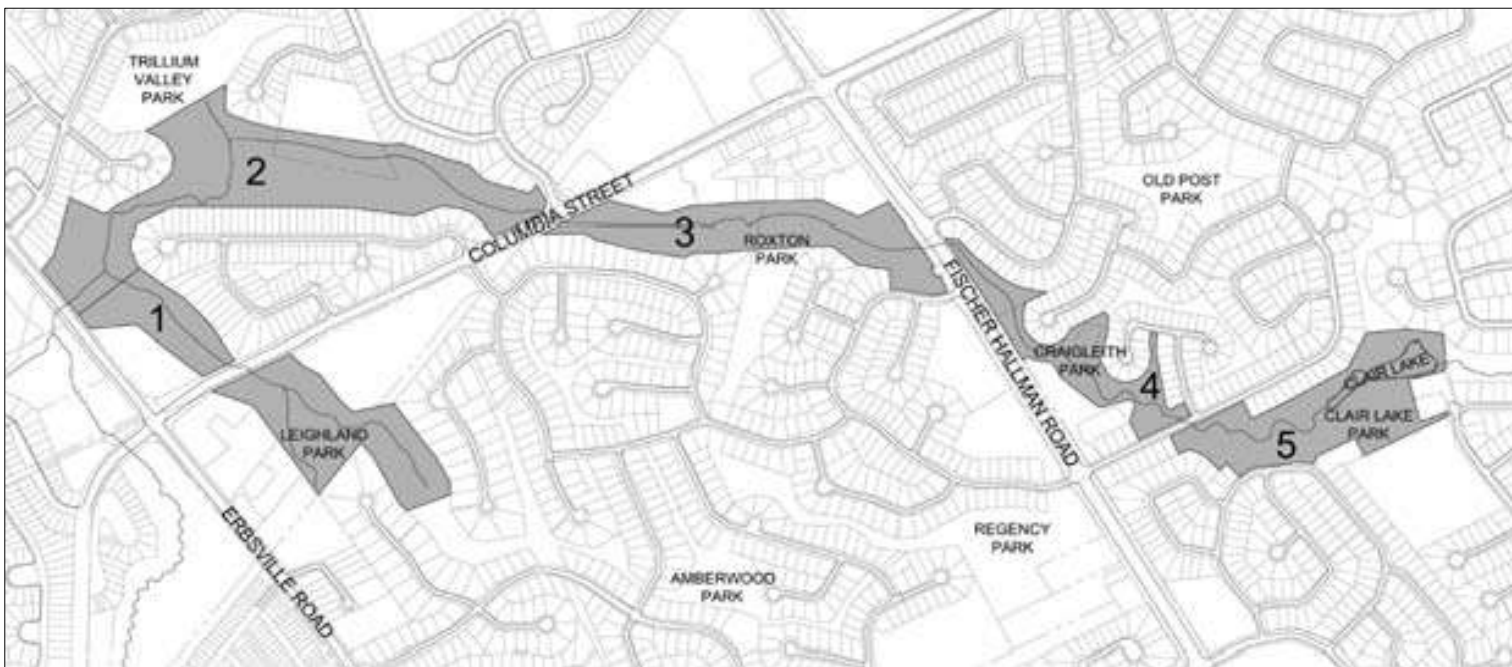 TRILLIUM
VALLEY
PARK
2
COLUMBIA STREET
3
ROXTON
PARK
OLD POST
PARK
1
FISCHER HALLMAN ROAD
CRAIGLEITH
PARK
4
CLAIR LAKE
CLAIR LAKE
PARK
5
LEIGHLAND
PARK
ERBSVILLE ROAD
REGENCY
PARK
AMBERWOOD
PARK